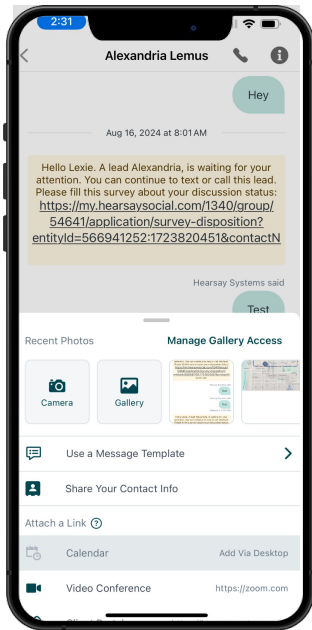 2:31
Alexandria Lemus
Hey
Aug 16, 2024 at 8:01 AM
Hello Lexie. A lead Alexandria, is waiting for your
attention. You can continue to text or call this lead.
Please fill this survey about your discussion status:
https://my.hearsaysocial.com/1340/group/
54641/application/survey-disposition?
entityId=566941252:1723820451&contactN
Hearsay Systems said
Test
Recent Photos
Manage Gallery Access
Camera
Gallery
Use a Message Template
Share Your Contact Info
Attach a Link
Calendar
Add Via Desktop
Video Conference
https://zoom.com